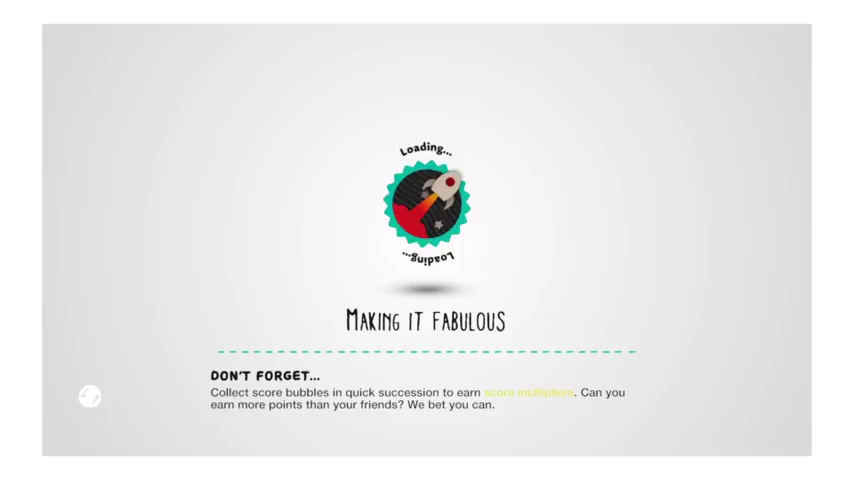 Loading...
Loading...
MAKING IT FABULOUS
DON'T FORGET...
Collect score bubbles in quick succession to earn score multipliers. Can you
earn more points than your friends? We bet you can.